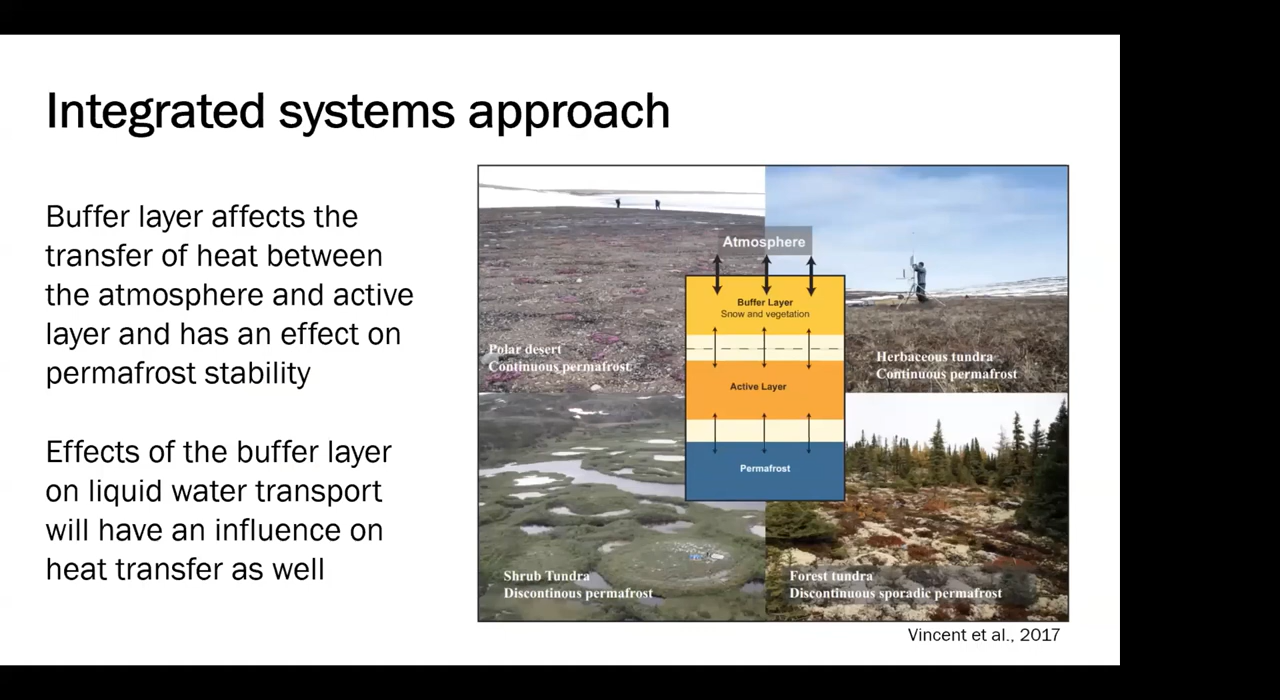 Integrated systems approach
Buffer layer affects the
transfer of heat between
the atmosphere and active
layer and has an effect on
permafrost stability
Effects of the buffer layer
on liquid water transport
will have an influence on
heat transfer as well
Atmosphere
Buffer Layer
Snow and vegetation
Active Layer
Permafrost
Polar desert
Continuous permafrost
Herbaceous tundra
Continuous permafrost
Shrub Tundra
Discontinous permafrost
Forest tundra
Discontinuous sporadic permafrost
Vincent et al., 2017